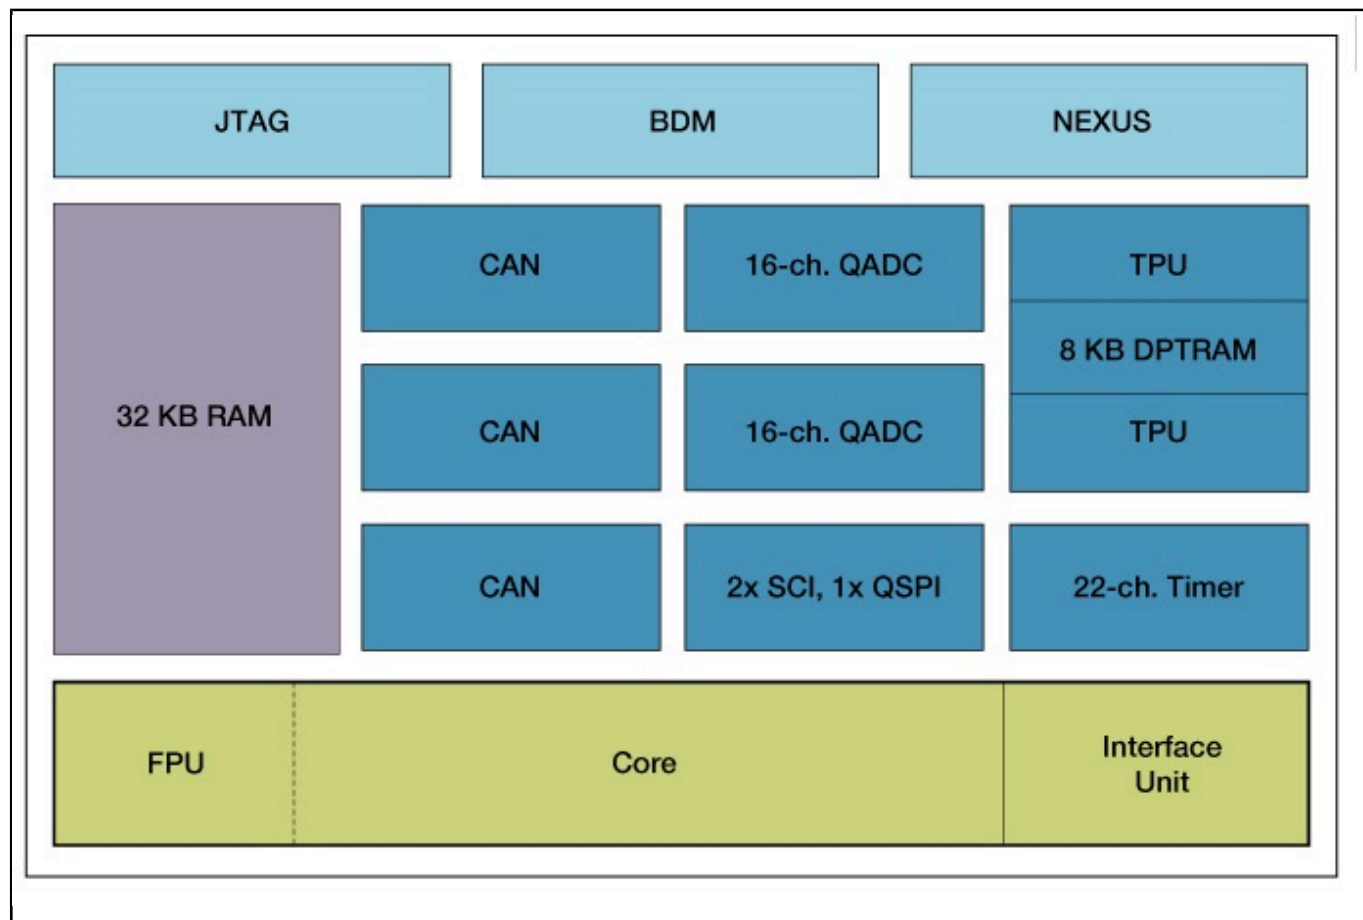 JTAG
BDM
NEXUS
CAN
16-ch. QADC
TPU
8 KB DPTRAM
32 KB RAM
CAN
16-ch. QADC
TPU
CAN
2x SCI, 1x QSPI
22-ch. Timer
FPU
Core
Interface
Unit